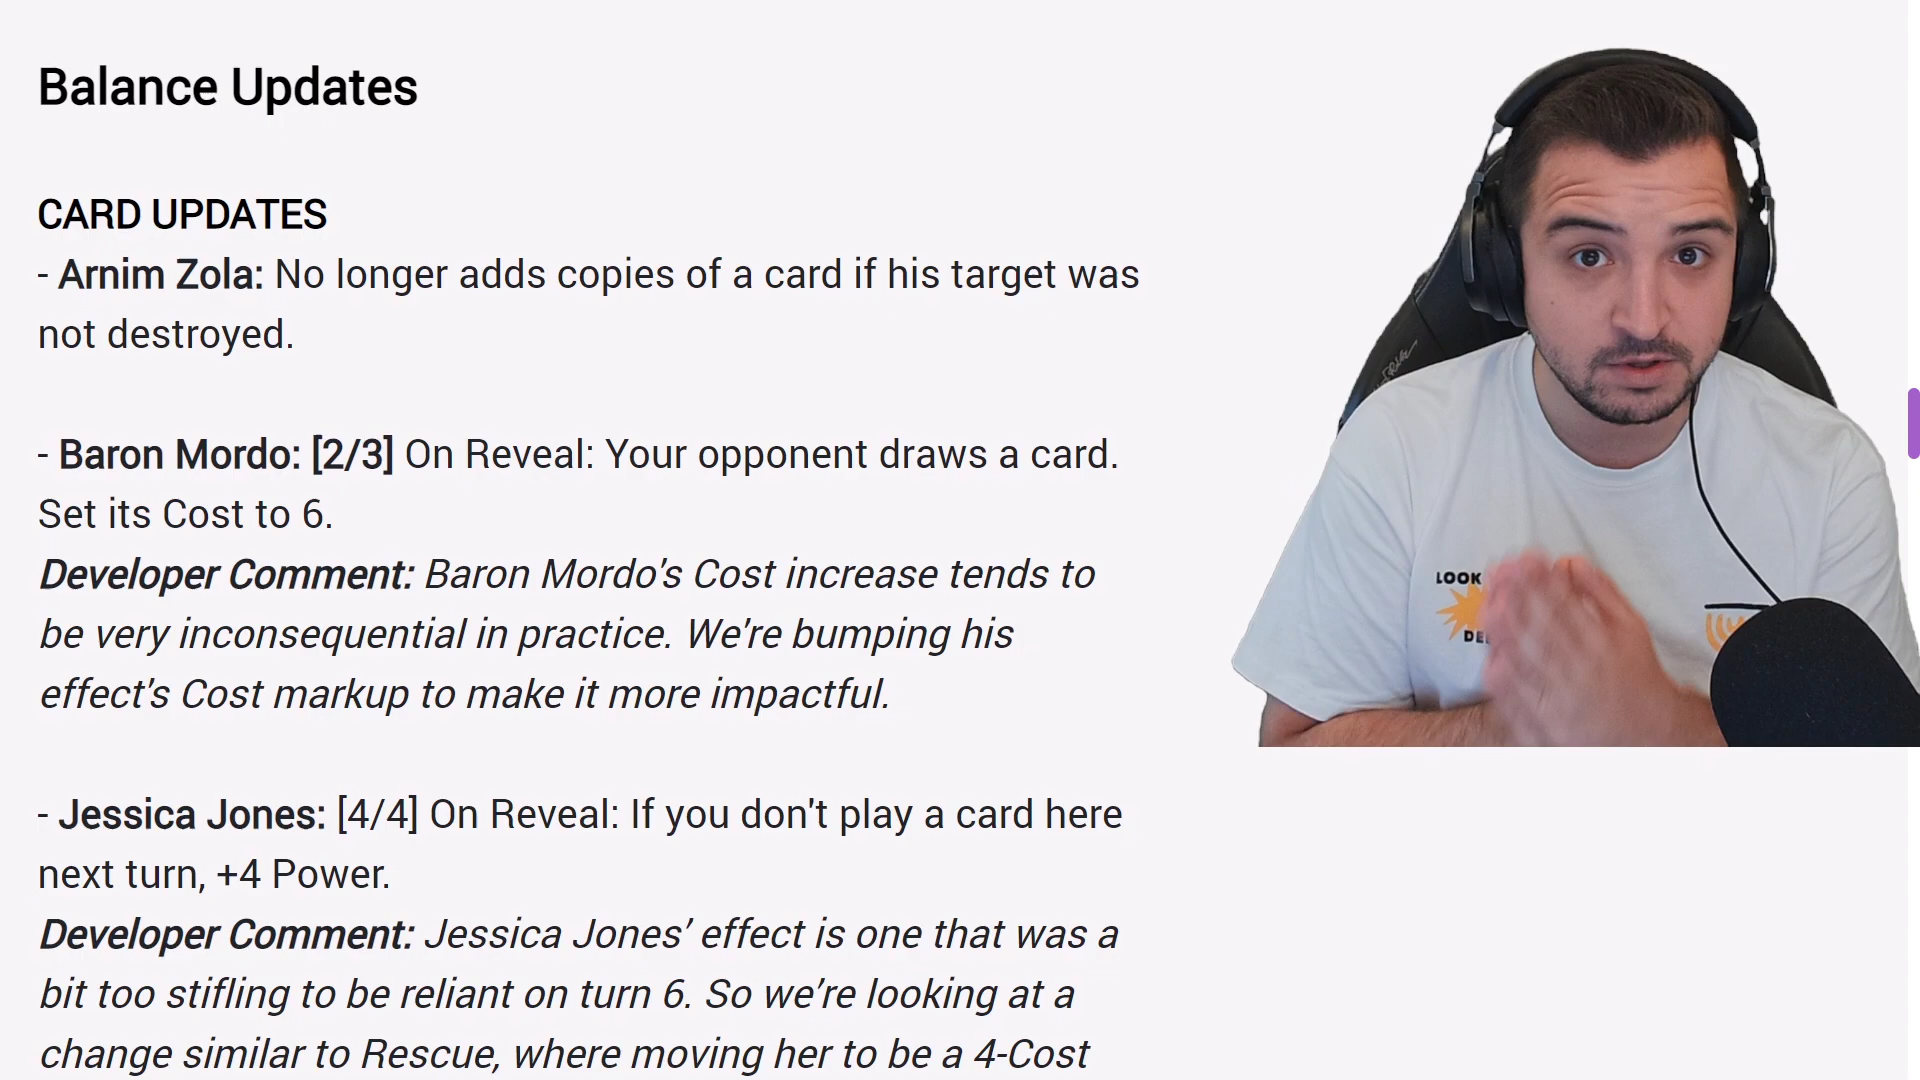 Balance Updates
CARD UPDATES
- Arnim Zola: No longer adds copies of a card if his target was
not destroyed.
- Baron Mordo: [2/3] On Reveal: Your opponent draws a card.
Set its Cost to 6.
Developer Comment: Baron Mordo's Cost increase tends to
be very inconsequential in practice. We're bumping his
effect's Cost markup to make it more impactful.
- Jessica Jones: [4/4] On Reveal: If you don't play a card here
next turn, +4 Power.
Developer Comment: Jessica Jones’ effect is one that was a
bit too stifling to be reliant on turn 6. So we’re looking at a
change similar to Rescue, where moving her to be a 4-Cost
LOOK